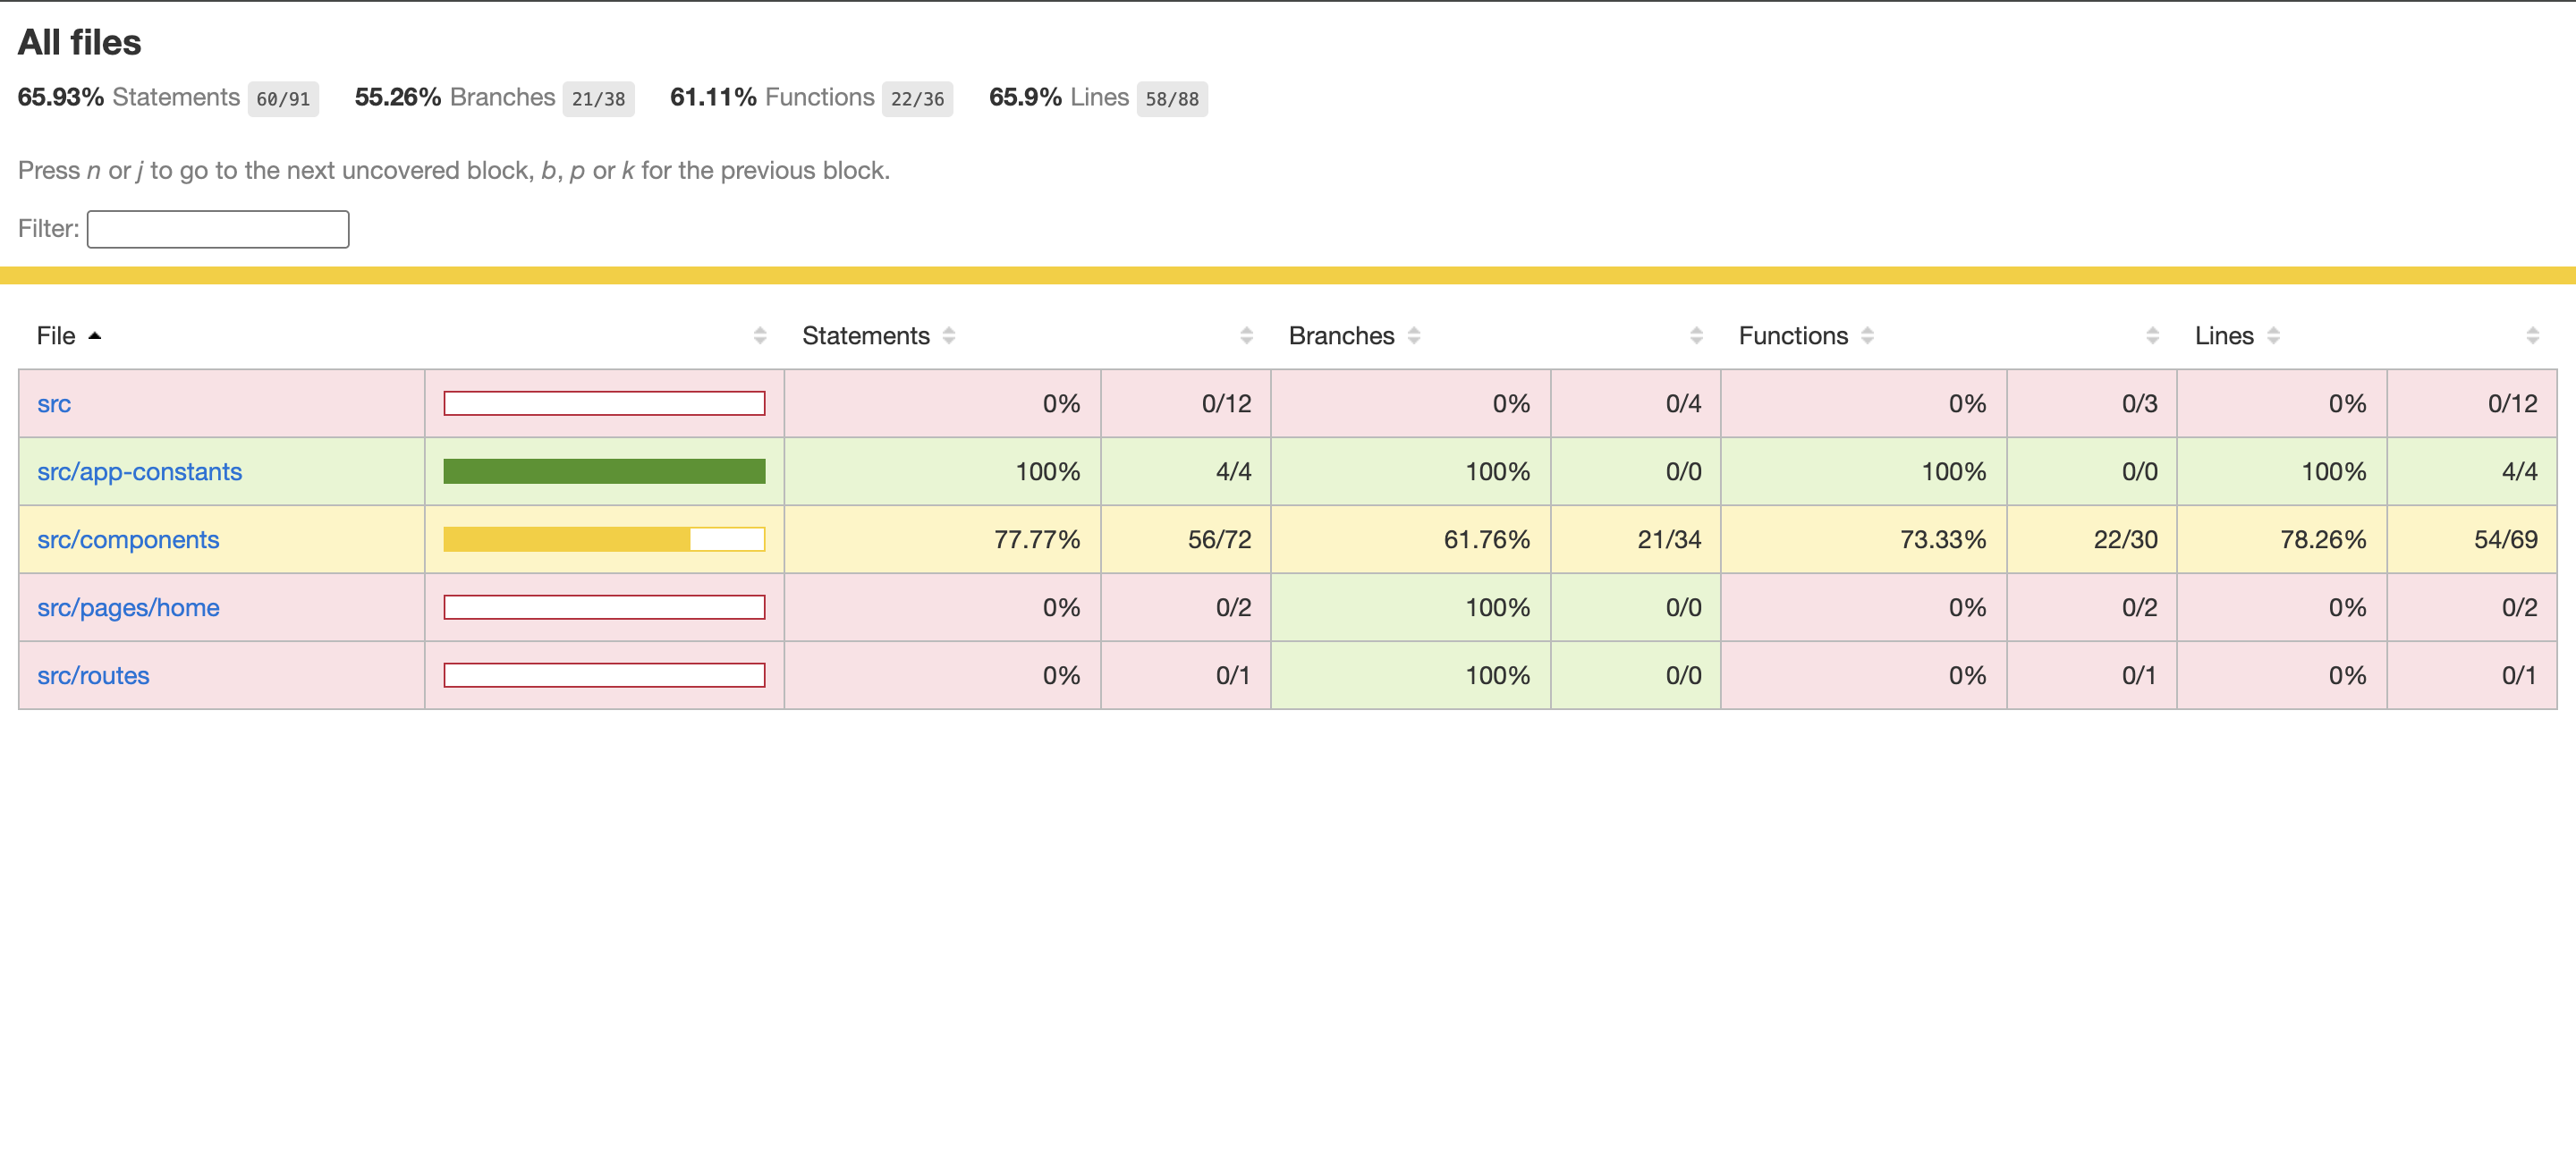 All files
65.93% Statements 60/91 55.26% Branches 21/38 61.11% Functions 22/36 65.9% Lines 58/88
Press n or j to go to the next uncovered block, b, p or k for the previous block.
Filter:
File Statements Branches Functions Lines
src 0% 0/12 0% 0/4 0% 0/3 0% 0/12
src/app-constants 100% 4/4 100% 0/0 100% 0/0 100% 4/4
src/components 77.77% 56/72 61.76% 21/34 73.33% 22/30 78.26% 54/69
src/pages/home 0% 0/2 100% 0/0 0% 0/2 0% 0/2
src/routes 0% 0/1 100% 0/0 0% 0/1 0% 0/1